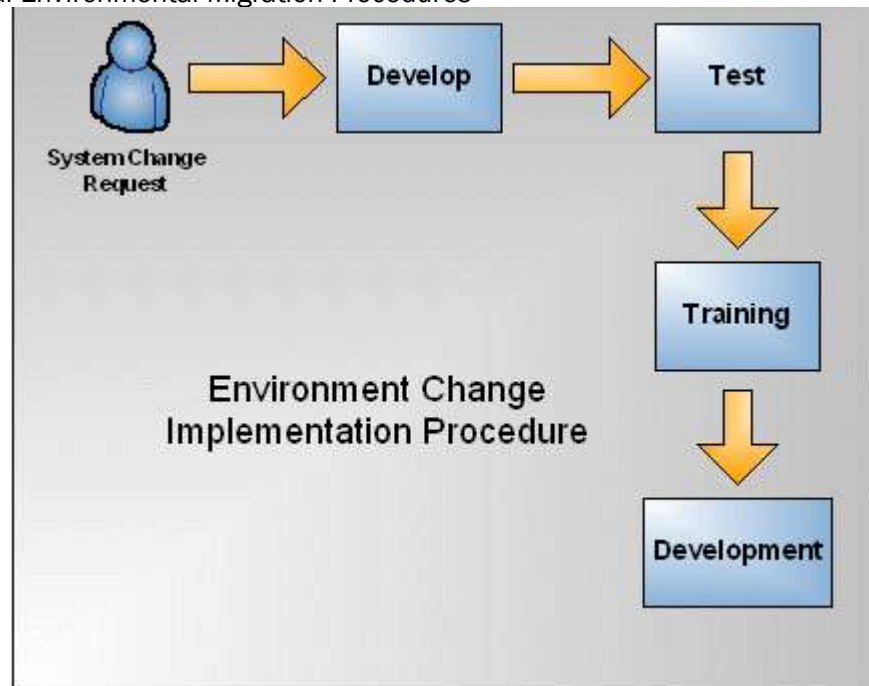 Environmental Migration Procedures
Develop
Test
System Change
Request
Training
Environment Change
Implementation Procedure
Development